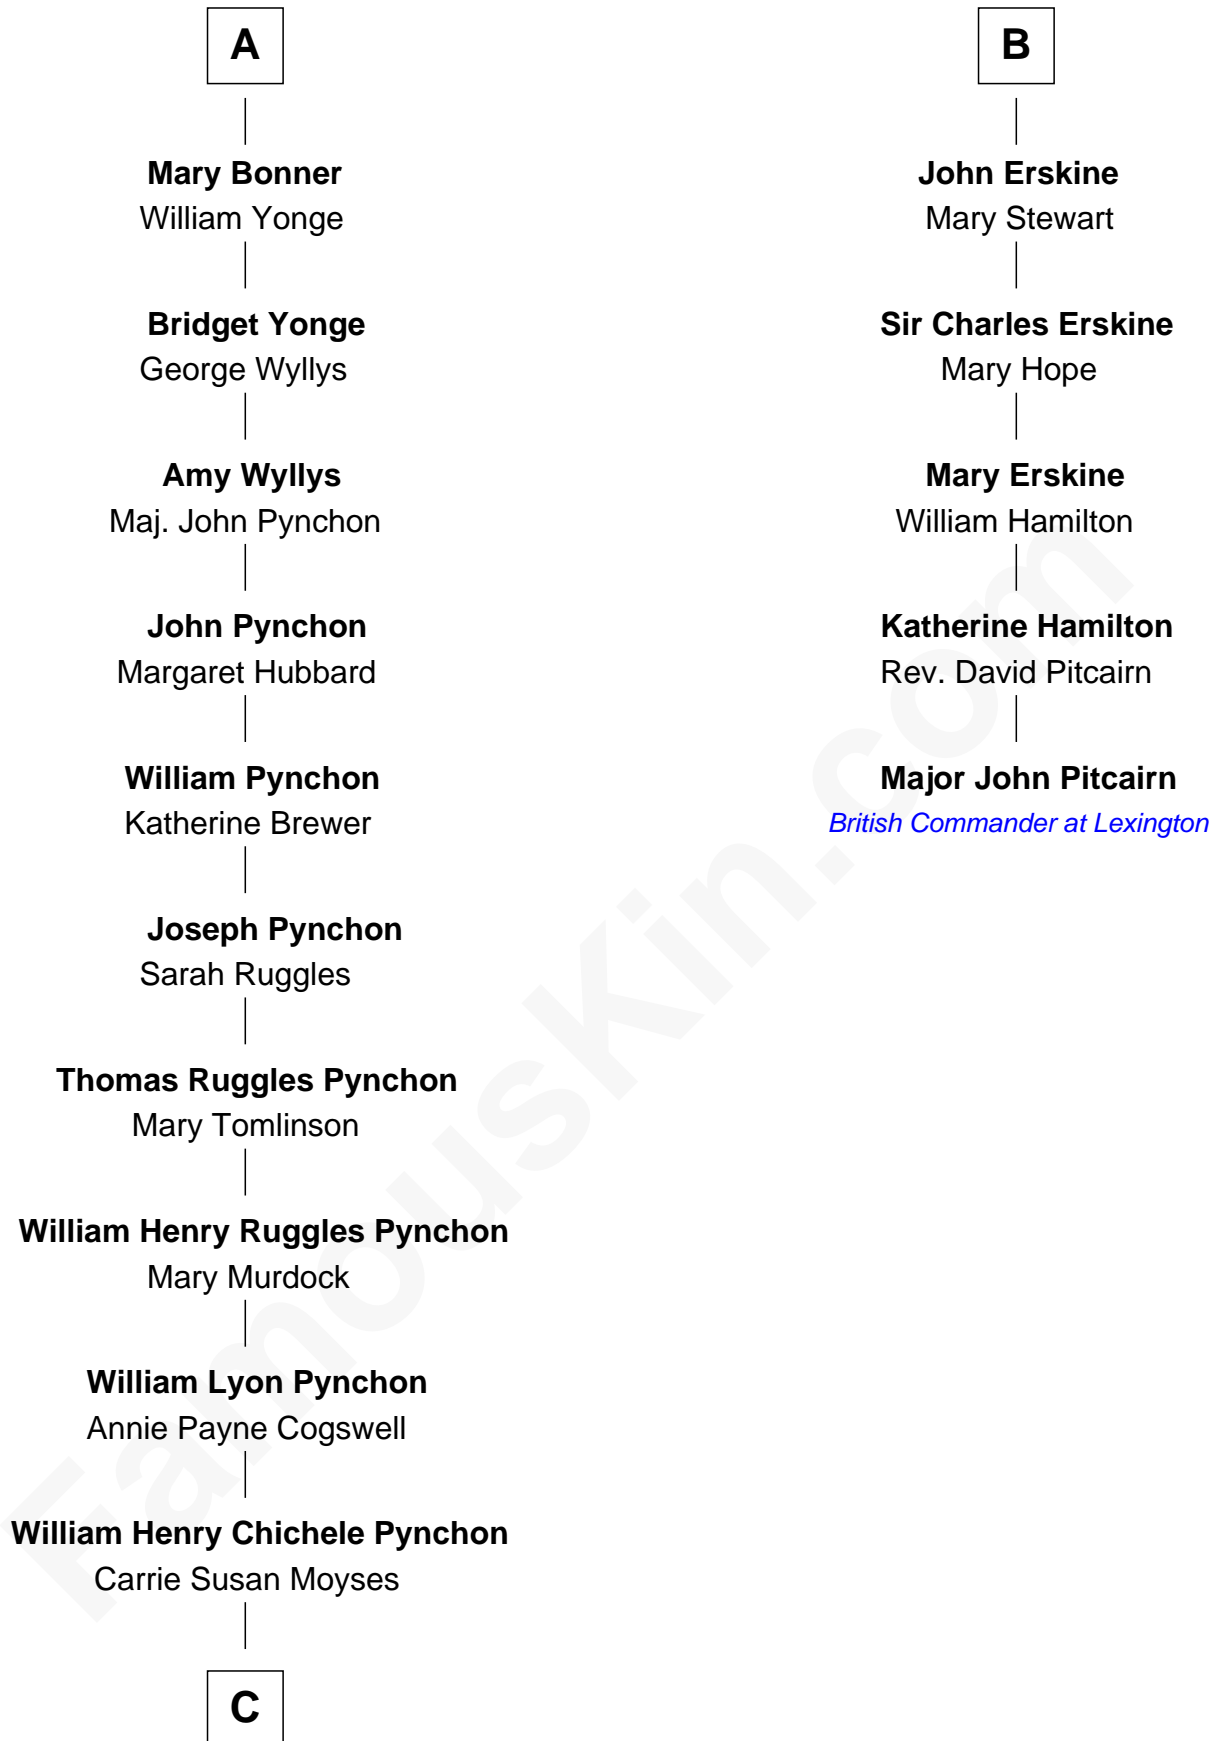 A
Mary Bonner
William Yonge
Bridget Yonge
George Wyllys
Amy Wyllys
Maj. John Pynchon
John Pynchon
Margaret Hubbard
William Pynchon
Katherine Brewer
Joseph Pynchon
Sarah Ruggles
Thomas Ruggles Pynchon
Mary Tomlinson
William Henry Ruggles Pynchon
Mary Murdock
William Lyon Pynchon
Annie Payne Cogswell
William Henry Chichele Pynchon
Carrie Susan Moyses
C
B
John Erskine
Mary Stewart
Sir Charles Erskine
Mary Hope
Mary Erskine
William Hamilton
Katherine Hamilton
Rev. David Pitcairn
Major John Pitcairn
British Commander at Lexington
FamousKin.com